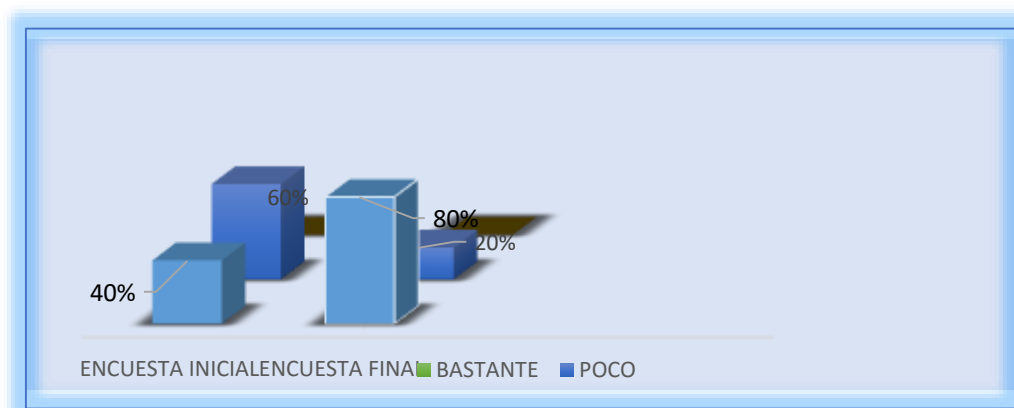 60%
80%
20%
40%
ENCUESTA INICIALENCUESTA FINAL BASTANTE POCO